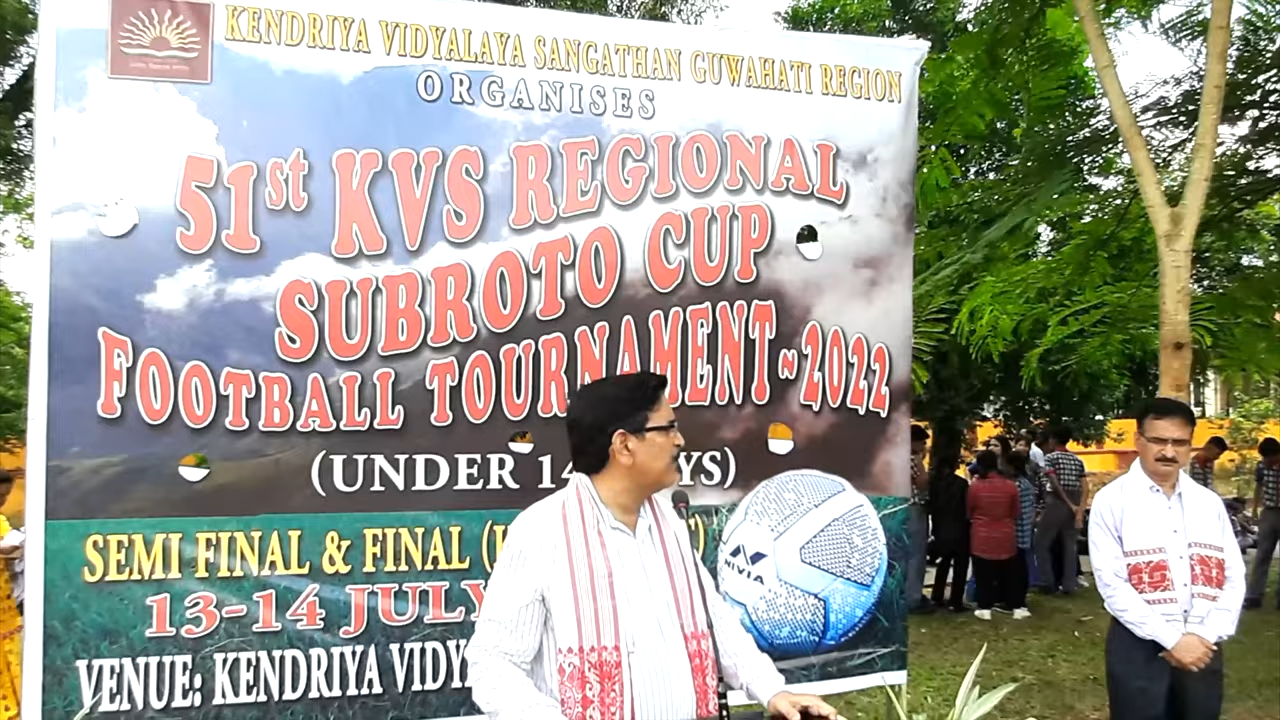 KENDRIYA VIDYALAYA SANGATHAN GUWAHATI REGION
ORGANISES
51st KVS REGIONAL
SUBROTO CUP
FOOTBALL TOURNAMENT~2022
(UNDER 14 YS)
SEMI FINAL & FINAL (
13-14 JULY
VENUE: KENDRIYA
NIVIA